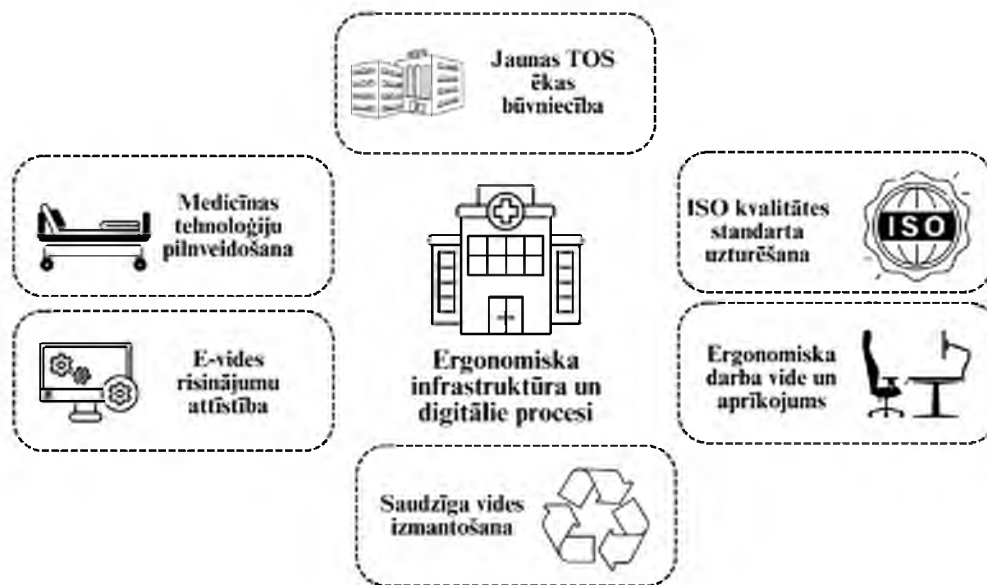 Jaunas TOS
ēkas
būvniecība
Medicīnas
tehnoloģiju
pilnveidošana
ISO kvalitātes
standarta
uzturēšana
ISO
E-vides
risinājumu
attīstība
Ergonomiska
infrastruktūra un
digitālie procesi
Ergonomiska
darba vide un
aprīkojums
Saudzīga vides
izmantošana